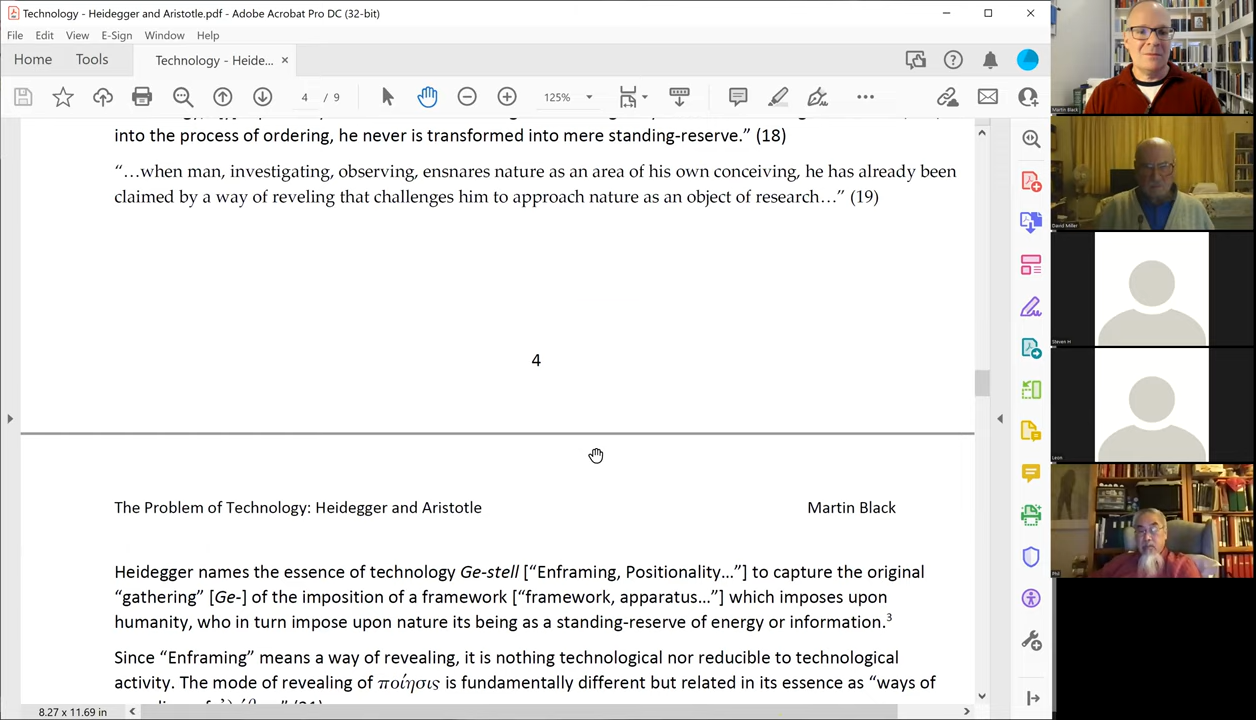 Technology - Heidegger and Aristotle.pdf - Adobe Acrobat Pro DC (32-bit)
File Edit View E-Sign Window Help
Home Tools Technology - Heide... ×
4 / 9 125%
into the process of ordering, he never is transformed into mere standing-reserve.” (18)
“…when man, investigating, observing, ensnares nature as an area of his own conceiving, he has already been
claimed by a way of reveling that challenges him to approach nature as an object of research…” (19)
4
The Problem of Technology: Heidegger and Aristotle Martin Black
Heidegger names the essence of technology Ge-stell [“Enframing, Positionality…”] to capture the original
“gathering” [Ge-] of the imposition of a framework [“framework, apparatus…”] which imposes upon
humanity, who in turn impose upon nature its being as a standing-reserve of energy or information.3
Since “Enframing” means a way of revealing, it is nothing technological nor reducible to technological
activity. The mode of revealing of ποίησις is fundamentally different but related in its essence as “ways of
8.27 x 11.69 in
Martin Black
David Miller
Steven H
Leon
Phil